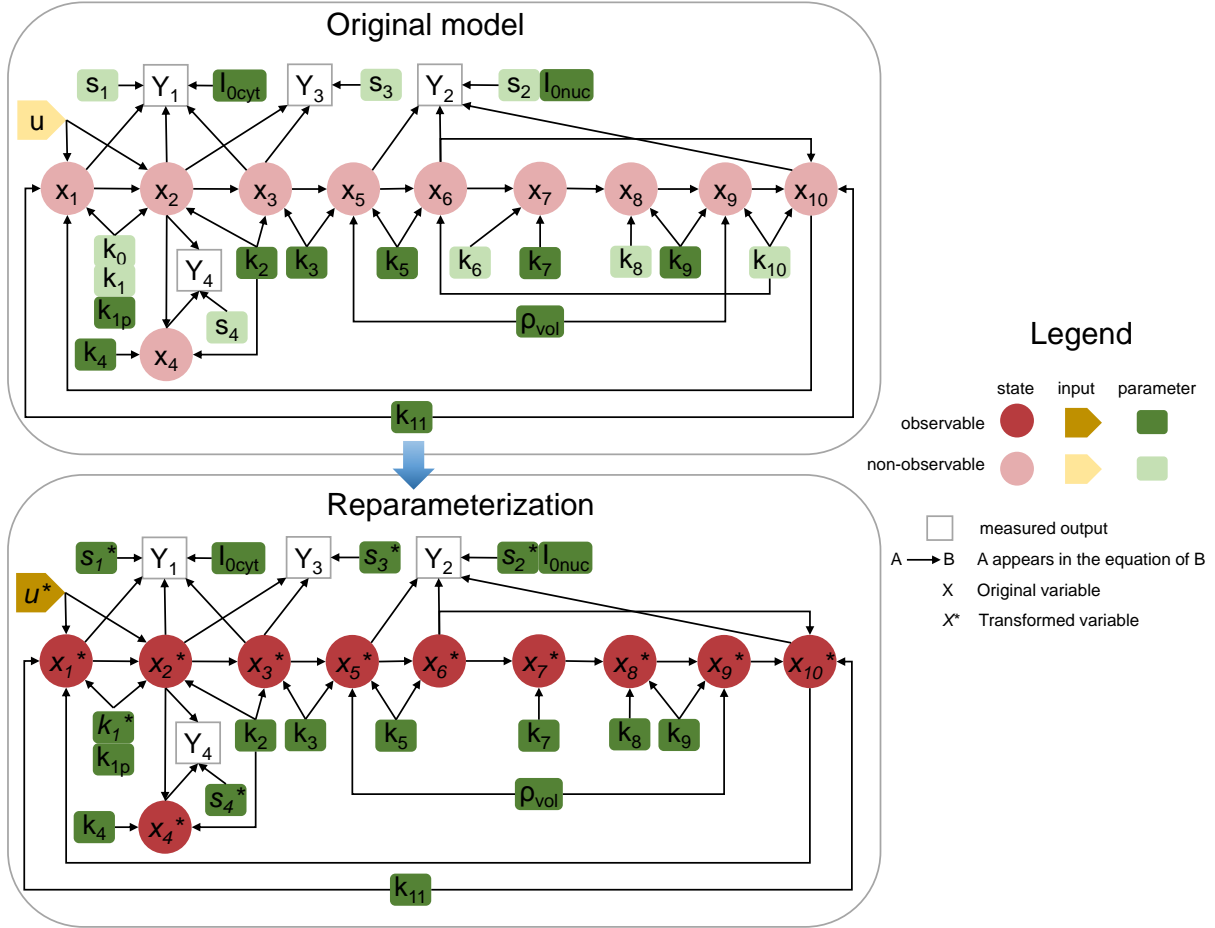 Original model
s₁ Y₁ I₀cyt Y₃ s₃ Y₂ s₂ I₀nuc
u
x₁ x₂ x₃ x₅ x₆ x₇ x₈ x₉ x₁₀
k₀ k₂ k₃ k₅ k₆ k₇ k₈ k₉ k₁₀
k₁ Y₄
k₁ₚ
s₄ ρvol
k₄ x₄
k₁₁
Reparameterization
s₁* Y₁ I₀cyt Y₃ s₃* Y₂ s₂* I₀nuc
u*
x₁* x₂* x₃* x₅* x₆* x₇* x₈* x₉* x₁₀*
k₁* k₂ k₃ k₅ k₇ k₈ k₉
k₁ₚ Y₄
s₄* ρvol
k₄ x₄*
k₁₁
Legend
state input parameter
observable
non-observable
measured output
A B A appears in the equation of B
X Original variable
X* Transformed variable